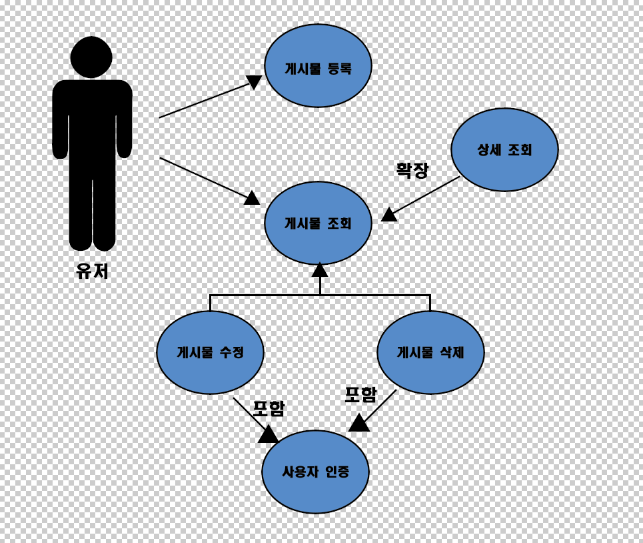 게시물 등록
상세 조회
확장
게시물 조회
유저
게시물 수정
게시물 삭제
포함
포함
사용자 인증